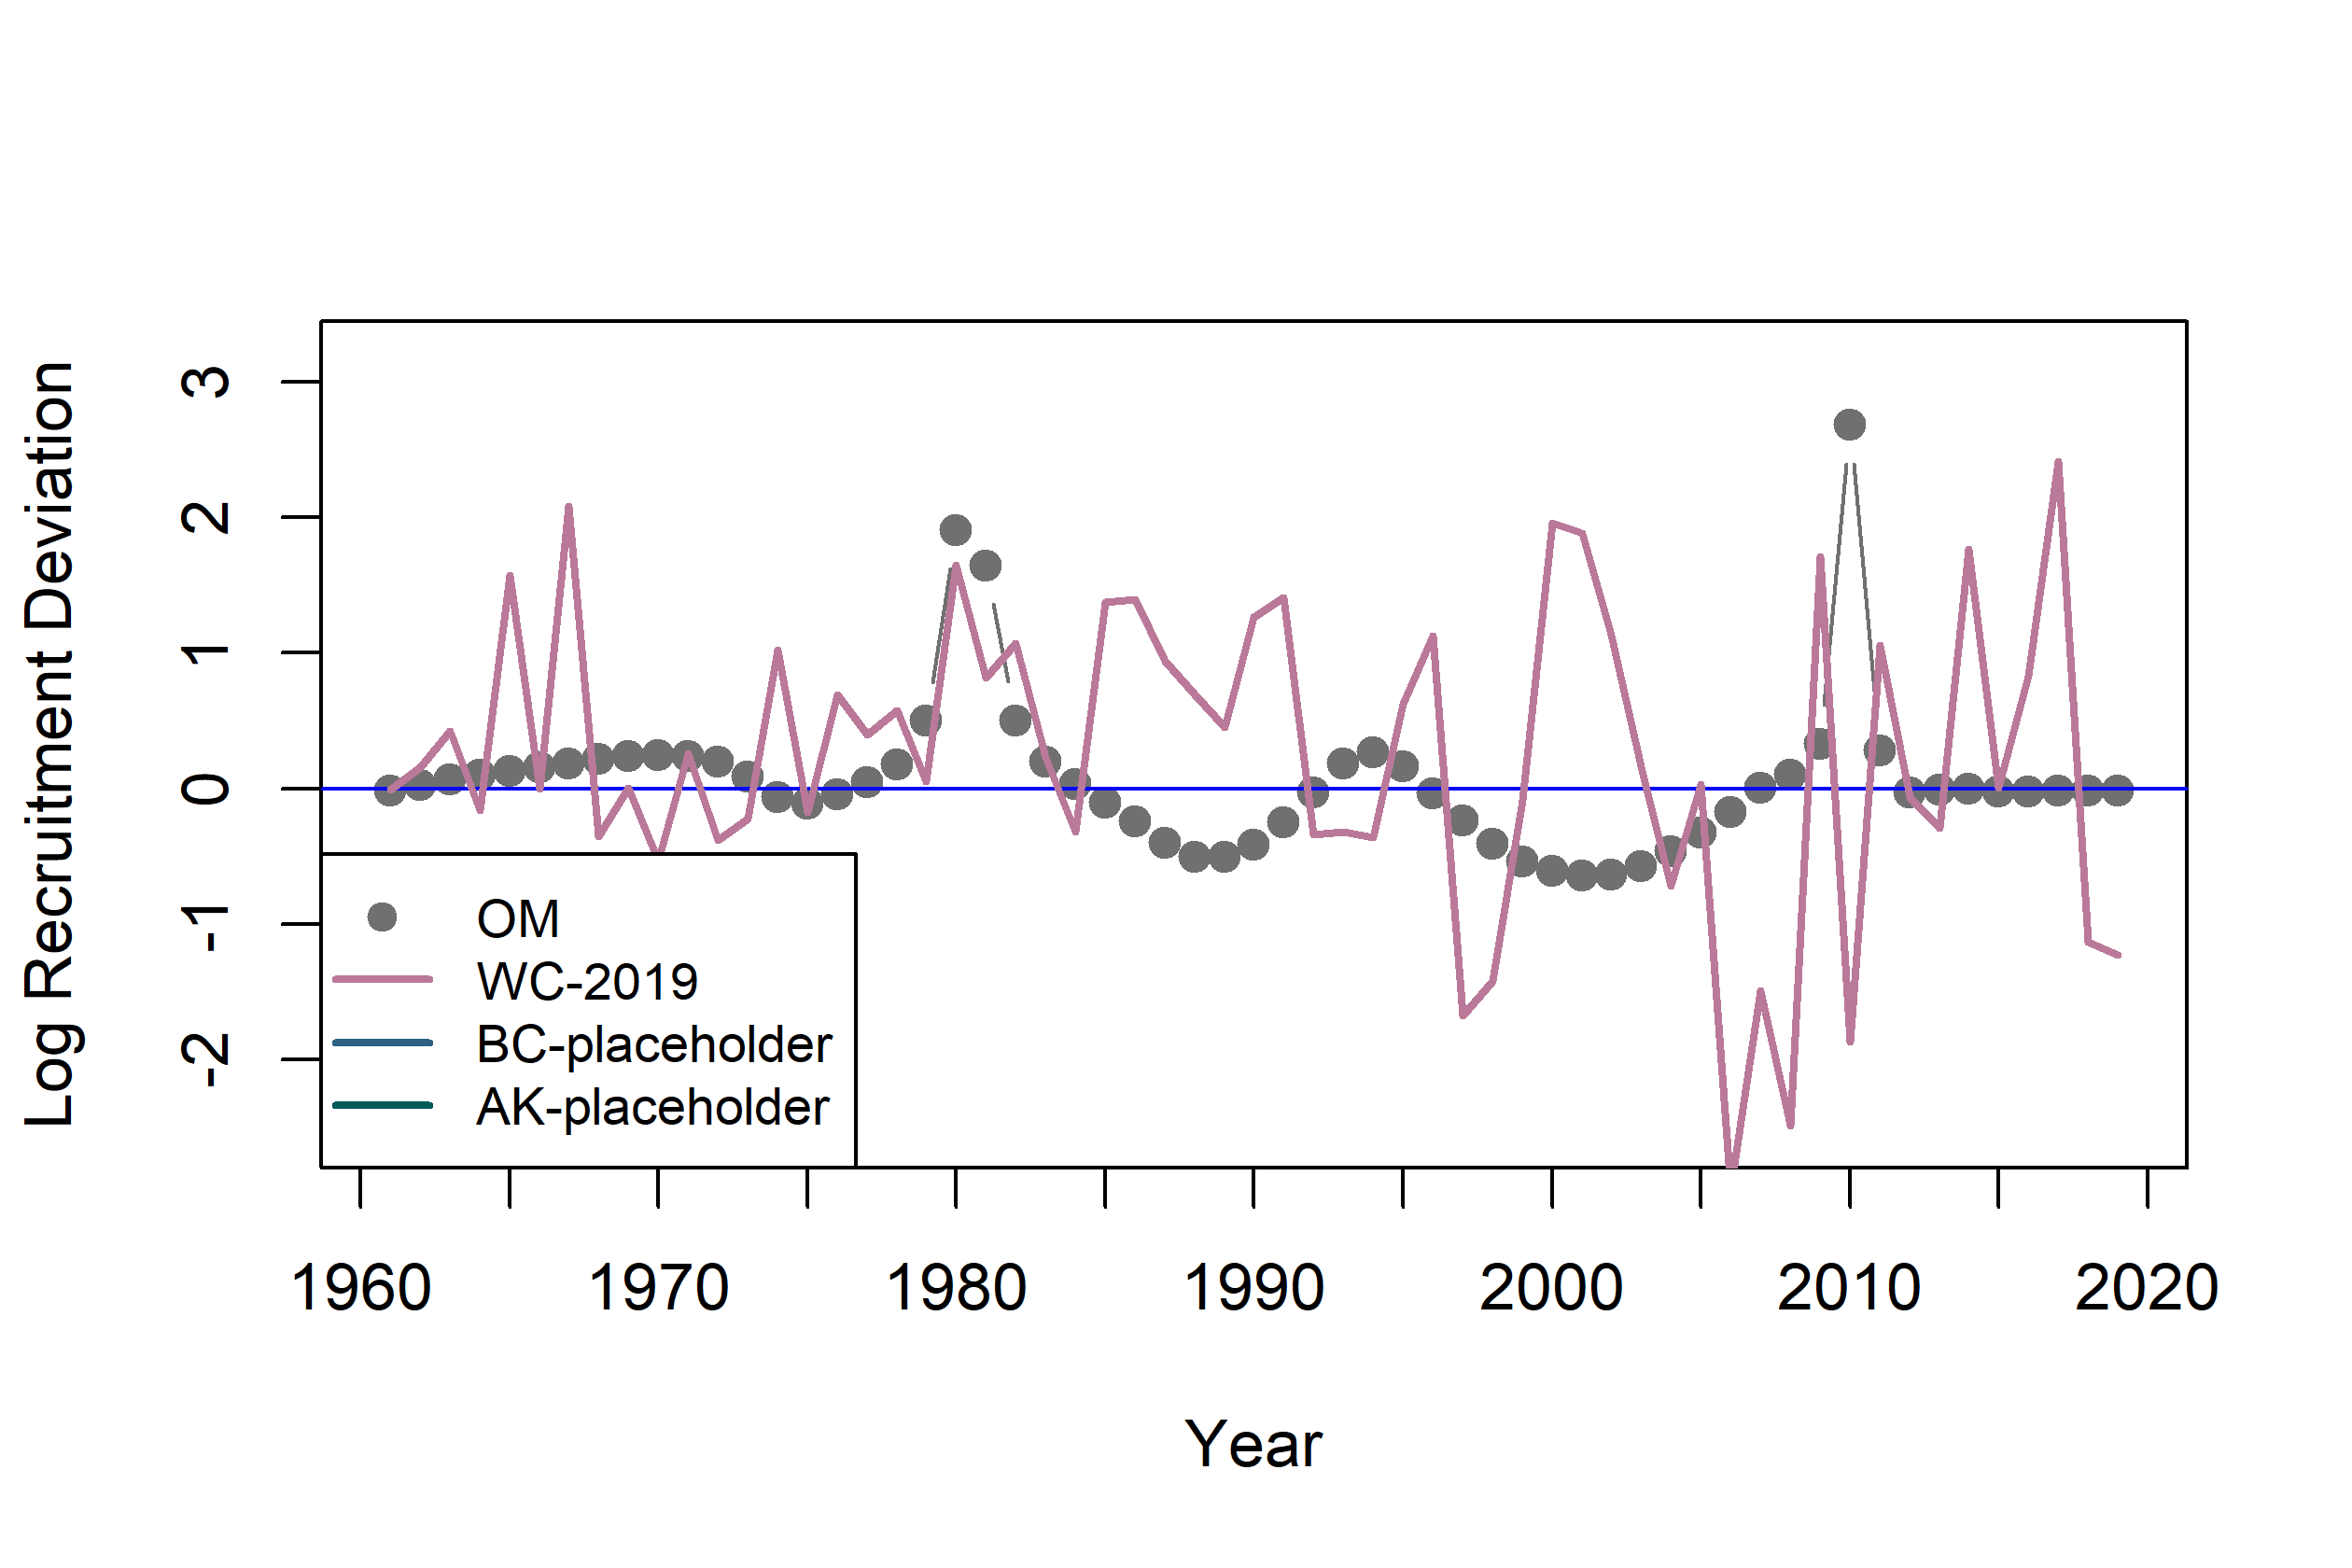 Log Recruitment Deviation
3
2
1
0
-1
-2
OM
WC-2019
BC-placeholder
AK-placeholder
1960 1970 1980 1990 2000 2010 2020
Year